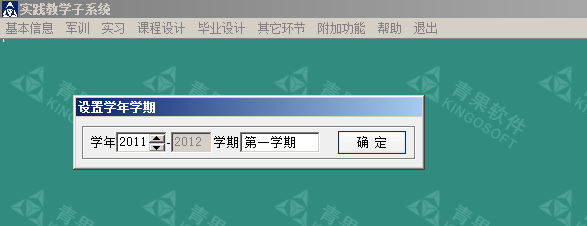 实践教学子系统
基本信息 军训 实习 课程设计 毕业设计 其它环节 附加功能 帮助 退出
设置学年学期
学年 2011 - 2012 学期 第一学期 确 定
青果软件
KINGOSOFT